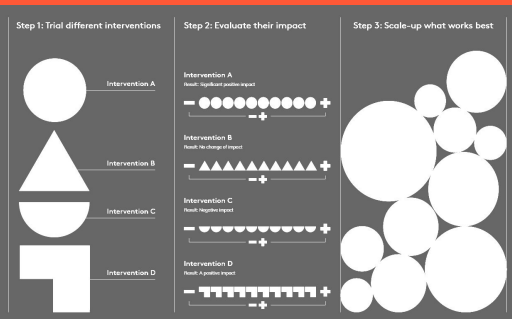 Step 1: Trial different interventions
Intervention A
Intervention B
Intervention C
Intervention D
Step 2: Evaluate their impact
Intervention A
Result: Significant positive impact
Intervention B
Result: No change of impact
Intervention C
Result: Negative impact
Intervention D
Result: A positive impact
Step 3: Scale-up what works best